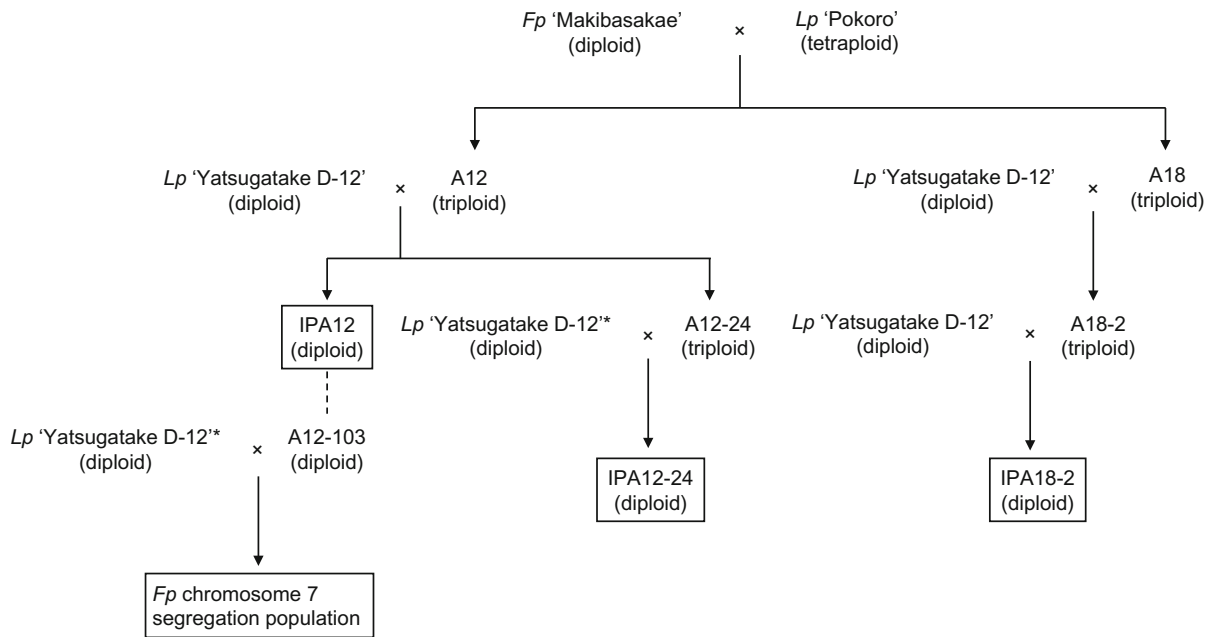 Fp ‘Makibasakae’ × Lp ‘Pokoro’
(diploid) (tetraploid)
Lp ‘Yatsugatake D-12’ × A12 Lp ‘Yatsugatake D-12’ × A18
(diploid) (triploid) (diploid) (triploid)
IPA12 Lp ‘Yatsugatake D-12’* × A12-24 Lp ‘Yatsugatake D-12’ × A18-2
(diploid) (diploid) (triploid) (diploid) (triploid)
Lp ‘Yatsugatake D-12’* × A12-103
(diploid) (diploid)
IPA12-24 IPA18-2
(diploid) (diploid)
Fp chromosome 7
segregation population